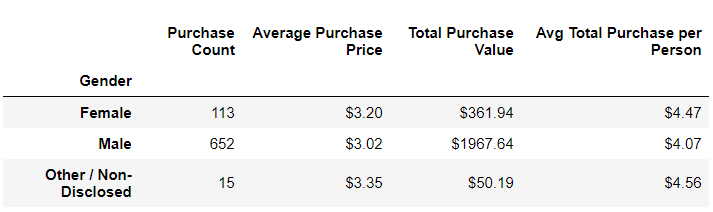 Purchase Count Average Purchase Price Total Purchase Value Avg Total Purchase per Person
Gender
Female 113 $3.20 $361.94 $4.47
Male 652 $3.02 $1967.64 $4.07
Other / Non-Disclosed 15 $3.35 $50.19 $4.56